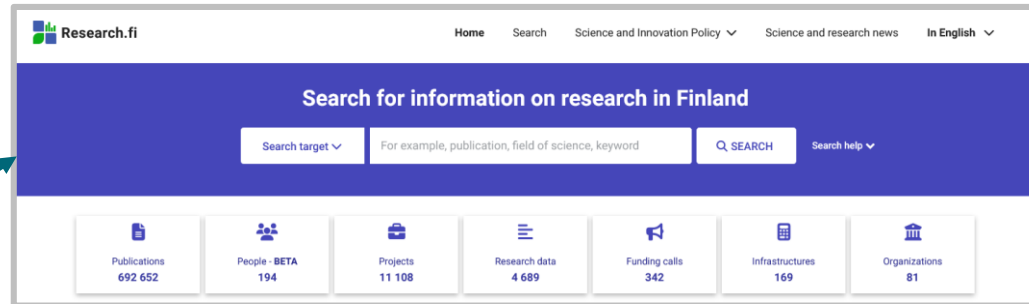 Research.fi
Home Search Science and Innovation Policy Science and research news In English
Search for information on research in Finland
Search target For example, publication, field of science, keyword SEARCH Search help
Publications People - BETA Projects Research data Funding calls Infrastructures Organizations
692 652 194 11 108 4 689 342 169 81